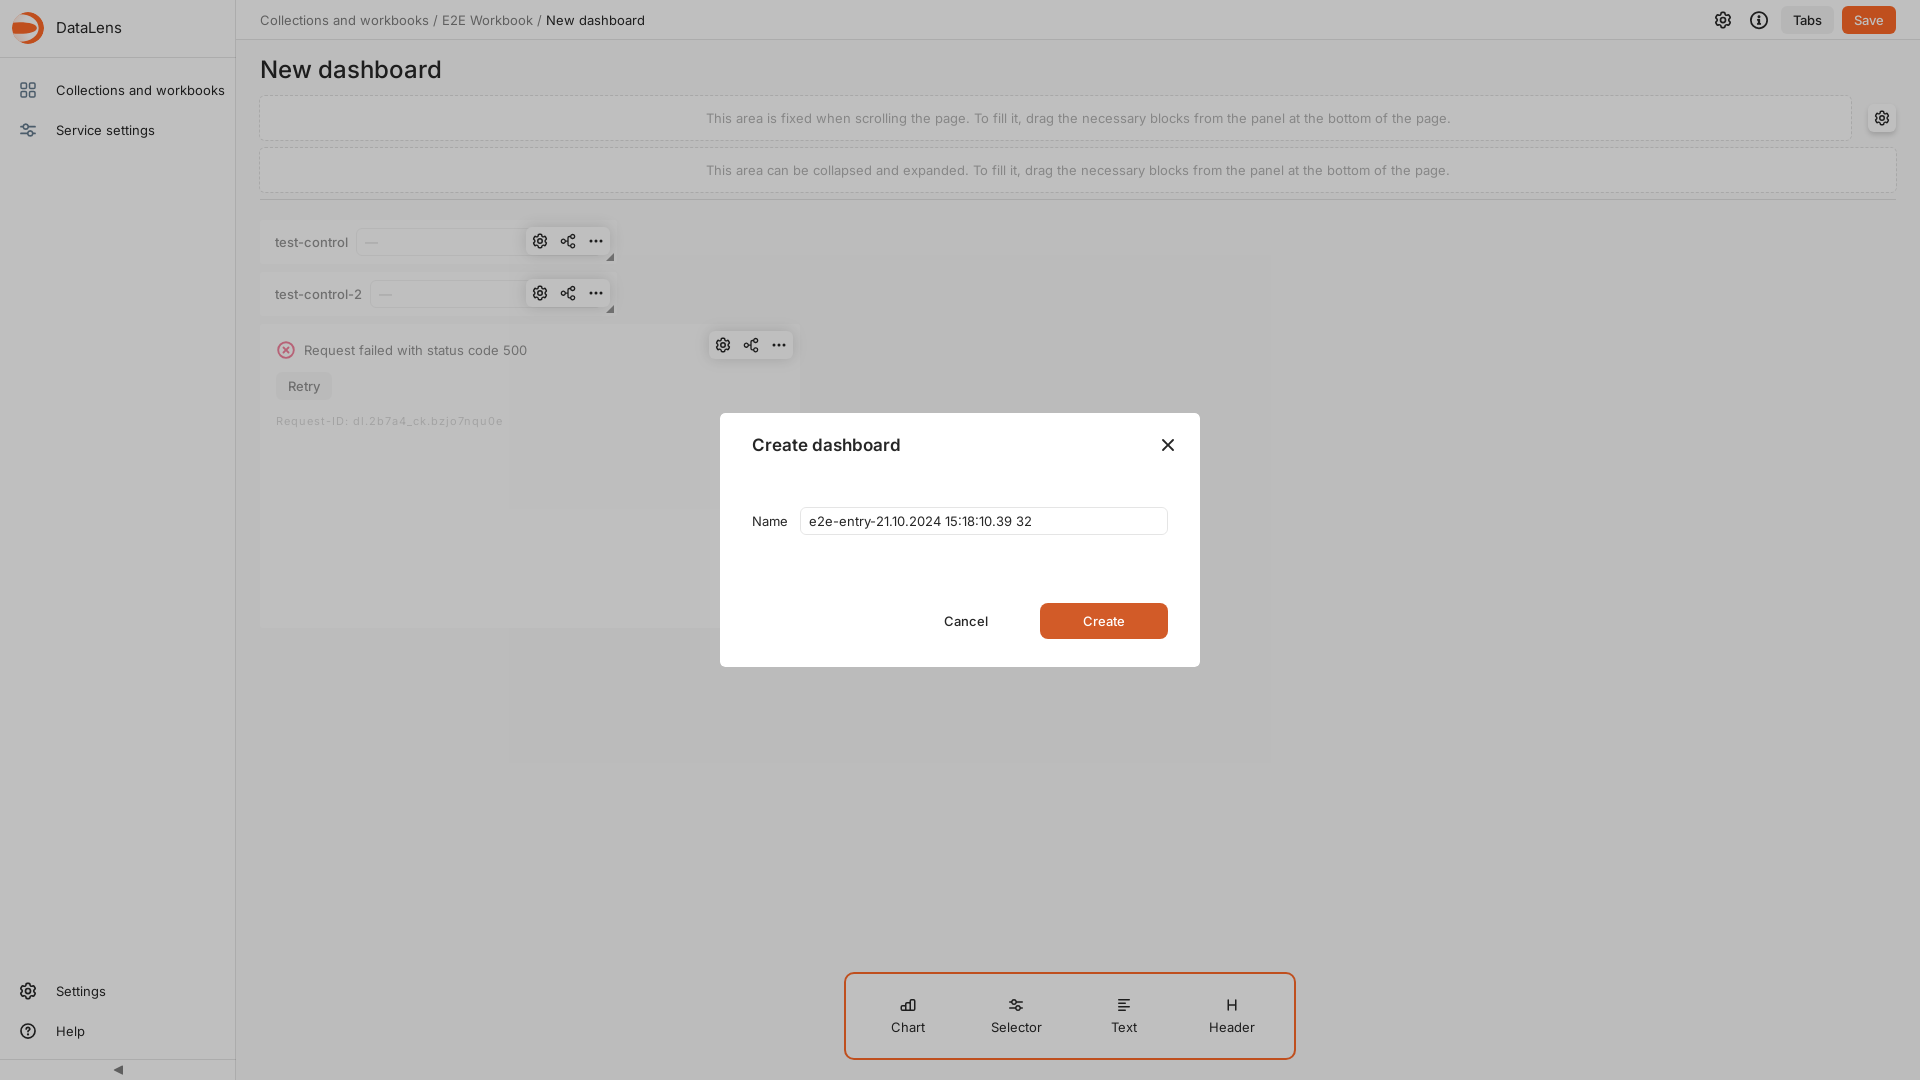 DataLens
Collections and workbooks / E2E Workbook / New dashboard
Tabs
Save
Collections and workbooks
Service settings
New dashboard
This area is fixed when scrolling the page. To fill it, drag the necessary blocks from the panel at the bottom of the page.
This area can be collapsed and expanded. To fill it, drag the necessary blocks from the panel at the bottom of the page.
test-control —
test-control-2 —
Request failed with status code 500
Retry
Request-ID: dl.2b7a4_ck.bzjo7nqu0e
Create dashboard
Name e2e-entry-21.10.2024 15:18:10.39 32
Cancel
Create
Chart
Selector
Text
Header
Settings
Help